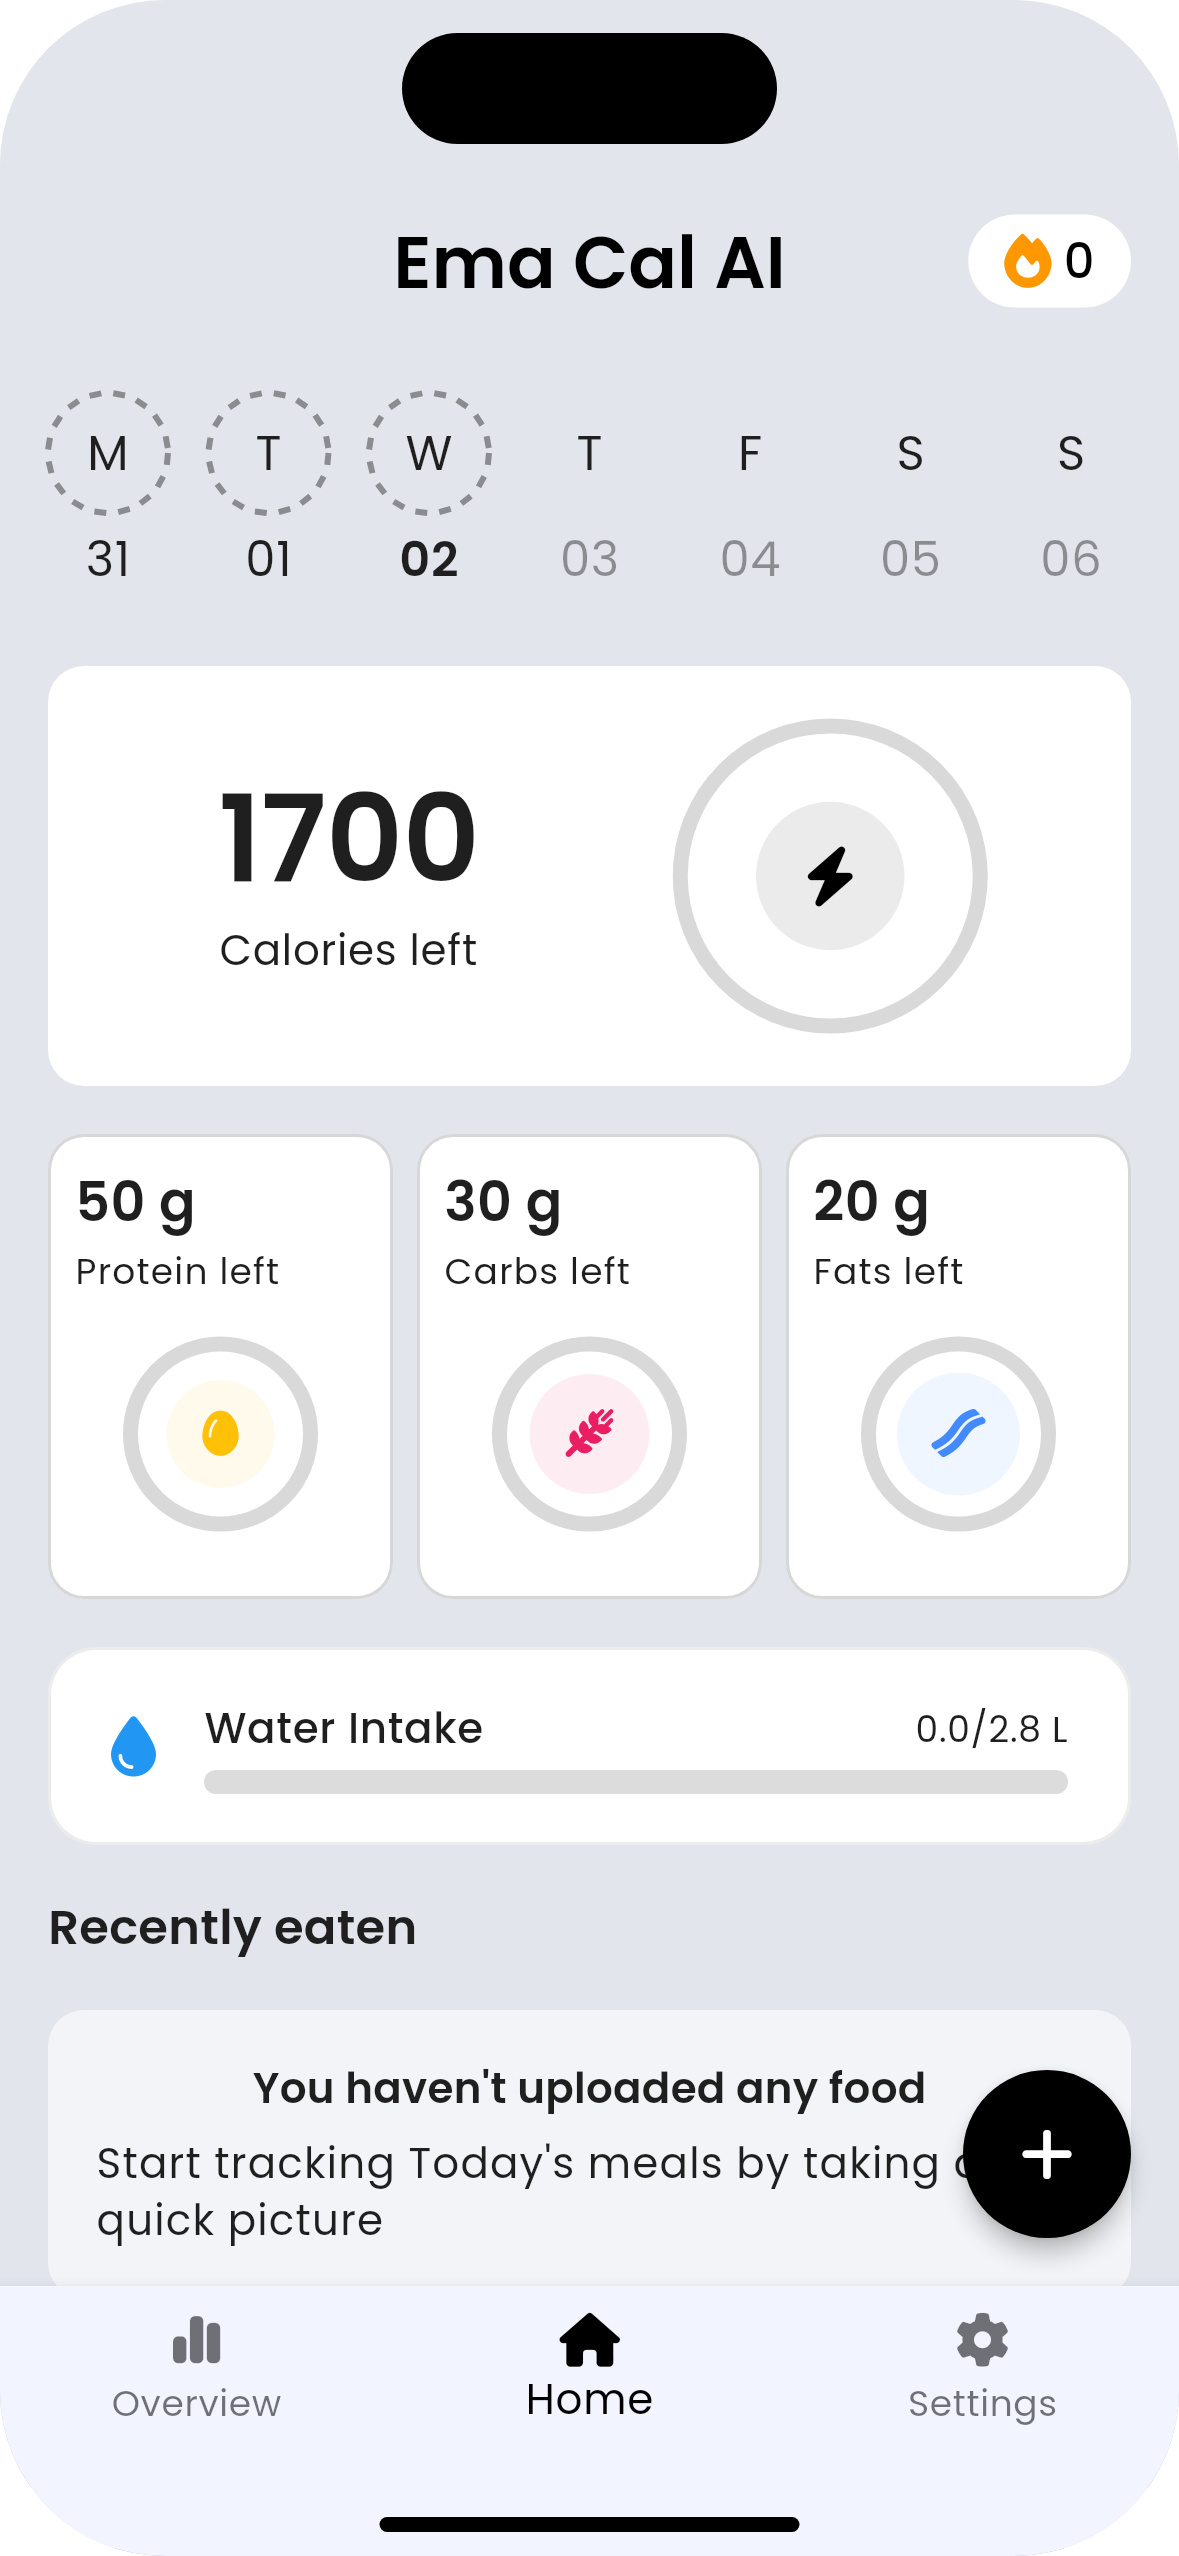 Ema Cal AI
0
M T W T F S S
31 01 02 03 04 05 06
1700
Calories left
50 g
Protein left
30 g
Carbs left
20 g
Fats left
Water Intake
0.0/2.8 L
Recently eaten
You haven't uploaded any food
Start tracking Today's meals by taking
quick picture
Overview
Home
Settings